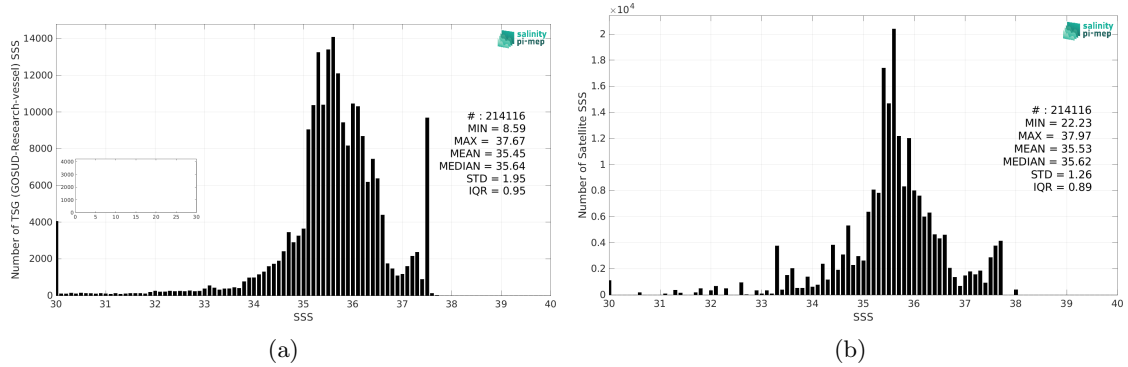 salinity
pi-mep
Number of TSG (GOSUD-Research-vessel) SSS
14000
12000
10000
8000
6000
4000
2000
0
# : 214116
MIN = 8.59
MAX = 37.67
MEAN = 35.45
MEDIAN = 35.64
STD = 1.95
IQR = 0.95
4000
3000
2000
1000
0
0 5 10 15 20 25 30
30 31 32 33 34 35 36 37 38 39 40
SSS
(a)
×10⁴
salinity
pi-mep
Number of Satellite SSS
2
1.8
1.6
1.4
1.2
1
0.8
0.6
0.4
0.2
0
# : 214116
MIN = 22.23
MAX = 37.97
MEAN = 35.53
MEDIAN = 35.62
STD = 1.26
IQR = 0.89
30 31 32 33 34 35 36 37 38 39 40
SSS
(b)